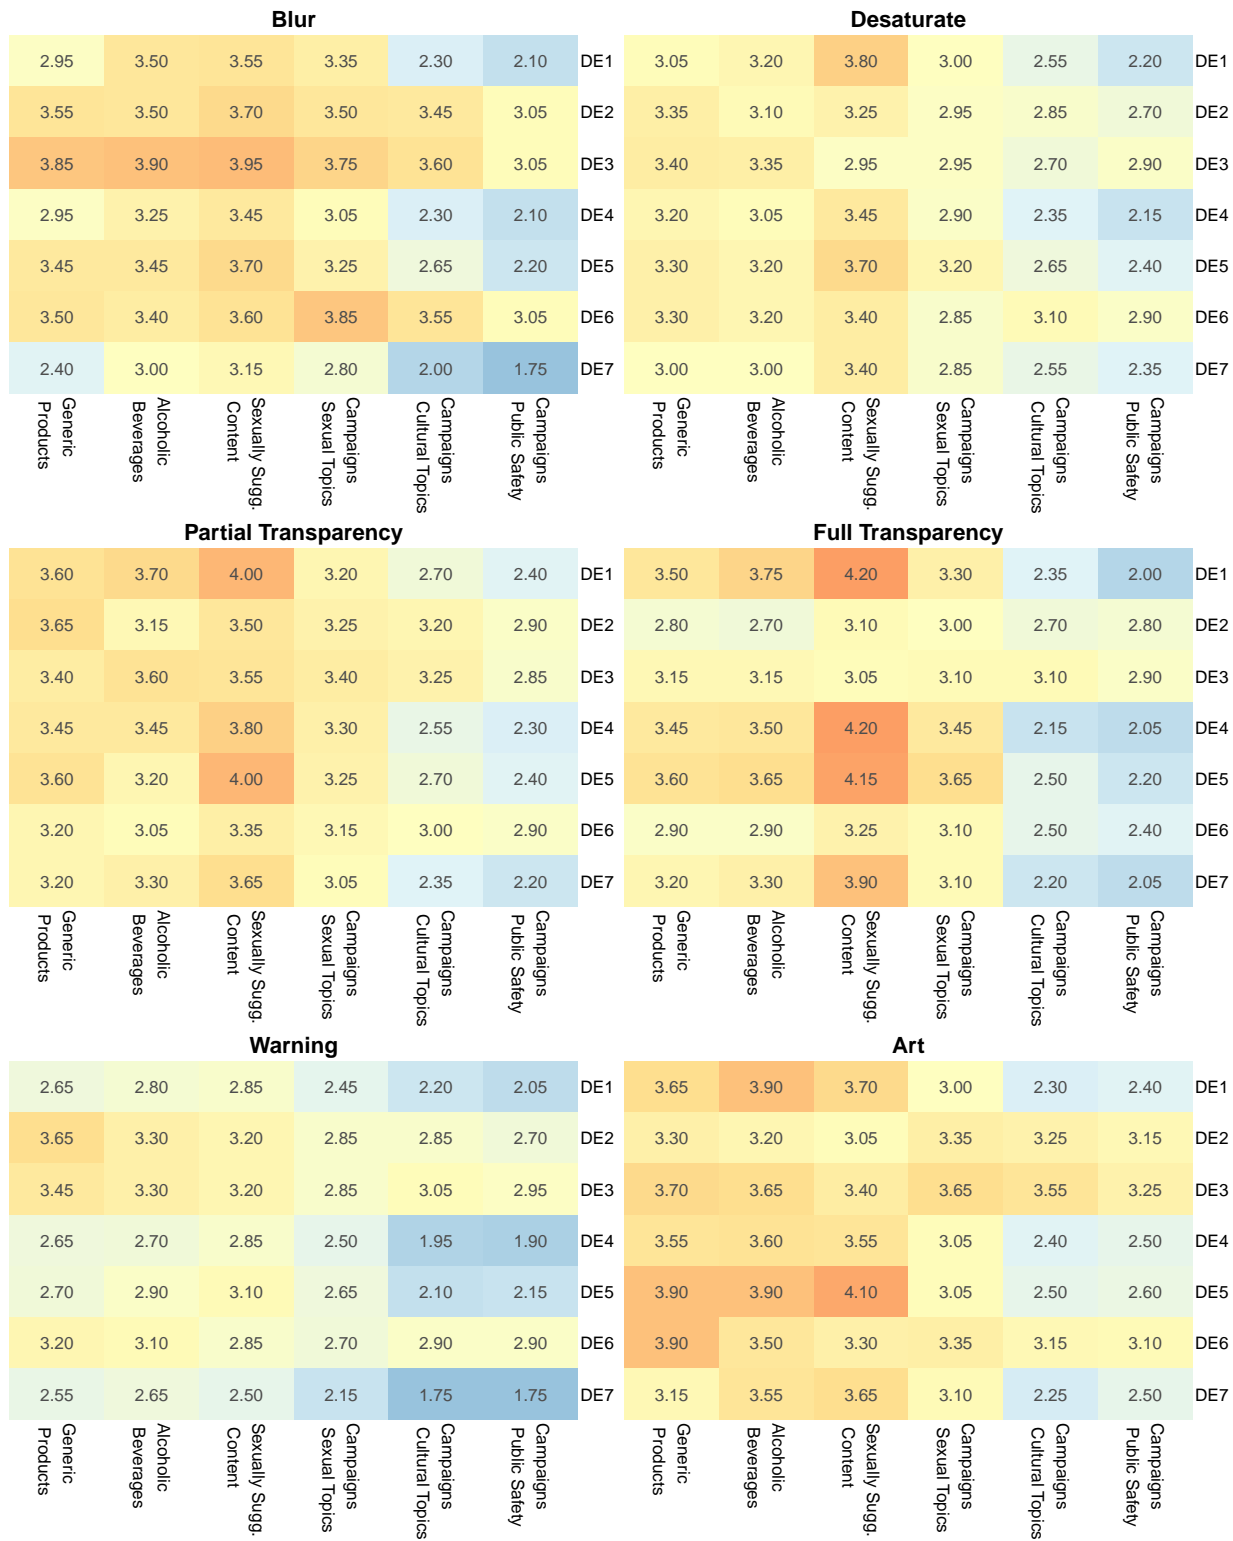 Blur
2.95 3.50 3.55 3.35 2.30 2.10 DE1
3.55 3.50 3.70 3.50 3.45 3.05 DE2
3.85 3.90 3.95 3.75 3.60 3.05 DE3
2.95 3.25 3.45 3.05 2.30 2.10 DE4
3.45 3.45 3.70 3.25 2.65 2.20 DE5
3.50 3.40 3.60 3.85 3.55 3.05 DE6
2.40 3.00 3.15 2.80 2.00 1.75 DE7
Generic
Products
Alcoholic
Beverages
Sexually Sugg.
Content
Campaigns
Sexual Topics
Campaigns
Cultural Topics
Campaigns
Public Safety
Desaturate
3.05 3.20 3.80 3.00 2.55 2.20 DE1
3.35 3.10 3.25 2.95 2.85 2.70 DE2
3.40 3.35 2.95 2.95 2.70 2.90 DE3
3.20 3.05 3.45 2.90 2.35 2.15 DE4
3.30 3.20 3.70 3.20 2.65 2.40 DE5
3.30 3.20 3.40 2.85 3.10 2.90 DE6
3.00 3.00 3.40 2.85 2.55 2.35 DE7
Generic
Products
Alcoholic
Beverages
Sexually Sugg.
Content
Campaigns
Sexual Topics
Campaigns
Cultural Topics
Campaigns
Public Safety
Partial Transparency
3.60 3.70 4.00 3.20 2.70 2.40 DE1
3.65 3.15 3.50 3.25 3.20 2.90 DE2
3.40 3.60 3.55 3.40 3.25 2.85 DE3
3.45 3.45 3.80 3.30 2.55 2.30 DE4
3.60 3.20 4.00 3.25 2.70 2.40 DE5
3.20 3.05 3.35 3.15 3.00 2.90 DE6
3.20 3.30 3.65 3.05 2.35 2.20 DE7
Generic
Products
Alcoholic
Beverages
Sexually Sugg.
Content
Campaigns
Sexual Topics
Campaigns
Cultural Topics
Campaigns
Public Safety
Full Transparency
3.50 3.75 4.20 3.30 2.35 2.00 DE1
2.80 2.70 3.10 3.00 2.70 2.80 DE2
3.15 3.15 3.05 3.10 3.10 2.90 DE3
3.45 3.50 4.20 3.45 2.15 2.05 DE4
3.60 3.65 4.15 3.65 2.50 2.20 DE5
2.90 2.90 3.25 3.10 2.50 2.40 DE6
3.20 3.30 3.90 3.10 2.20 2.05 DE7
Generic
Products
Alcoholic
Beverages
Sexually Sugg.
Content
Campaigns
Sexual Topics
Campaigns
Cultural Topics
Campaigns
Public Safety
Warning
2.65 2.80 2.85 2.45 2.20 2.05 DE1
3.65 3.30 3.20 2.85 2.85 2.70 DE2
3.45 3.30 3.20 2.85 3.05 2.95 DE3
2.65 2.70 2.85 2.50 1.95 1.90 DE4
2.70 2.90 3.10 2.65 2.10 2.15 DE5
3.20 3.10 2.85 2.70 2.90 2.90 DE6
2.55 2.65 2.50 2.15 1.75 1.75 DE7
Generic
Products
Alcoholic
Beverages
Sexually Sugg.
Content
Campaigns
Sexual Topics
Campaigns
Cultural Topics
Campaigns
Public Safety
Art
3.65 3.90 3.70 3.00 2.30 2.40 DE1
3.30 3.20 3.05 3.35 3.25 3.15 DE2
3.70 3.65 3.40 3.65 3.55 3.25 DE3
3.55 3.60 3.55 3.05 2.40 2.50 DE4
3.90 3.90 4.10 3.05 2.50 2.60 DE5
3.90 3.50 3.30 3.35 3.15 3.10 DE6
3.15 3.55 3.65 3.10 2.25 2.50 DE7
Generic
Products
Alcoholic
Beverages
Sexually Sugg.
Content
Campaigns
Sexual Topics
Campaigns
Cultural Topics
Campaigns
Public Safety